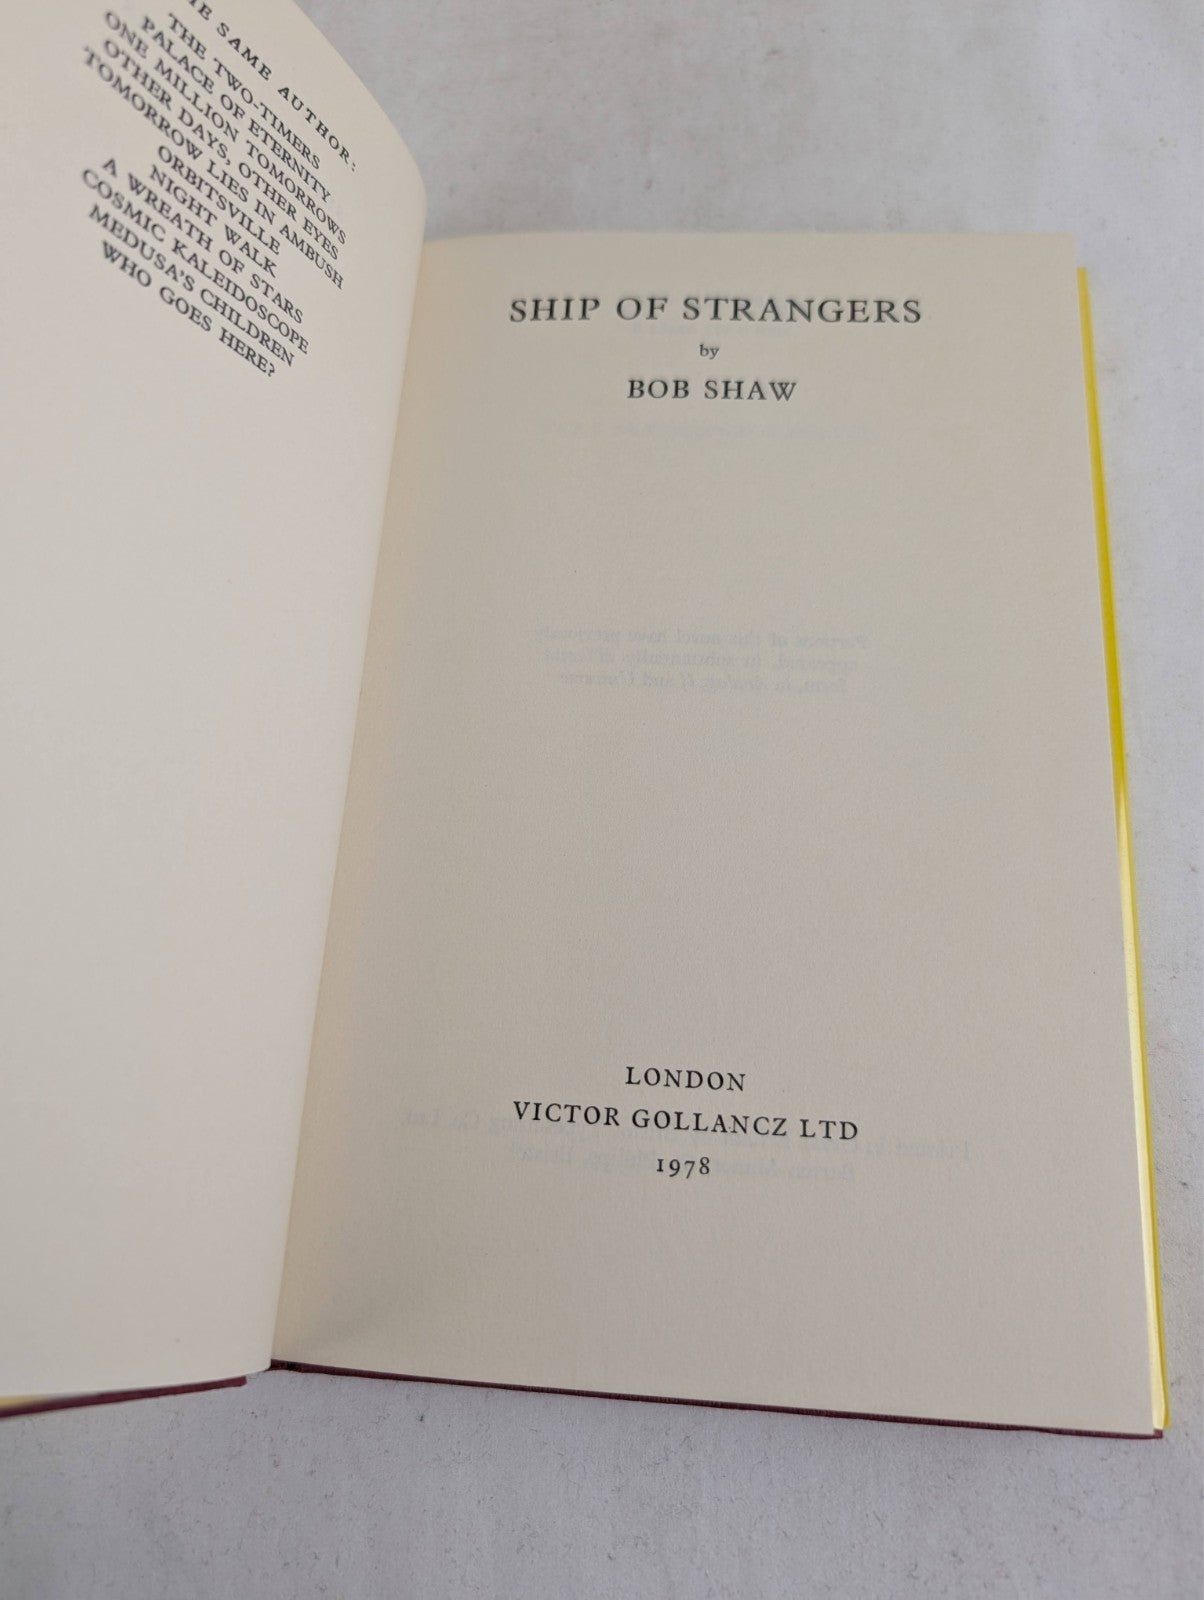 SAME AUTHOR:
THE TWO-TIMERS
PALACE OF ETERNITY
ONE MILLION TOMORROWS
OTHER DAYS, OTHER EYES
TOMORROW LIES IN AMBUSH
ORBITSVILLE
NIGHT WALK
A WREATH OF STARS
COSMIC KALEIDOSCOPE
MEDUSA'S CHILDREN
WHO GOES HERE?
SHIP OF STRANGERS
by
BOB SHAW
LONDON
VICTOR GOLLANCZ LTD
1978